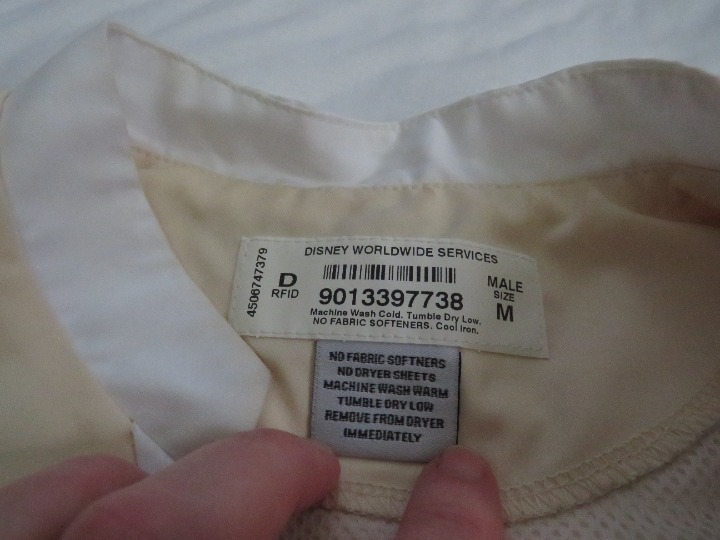 DISNEY WORLDWIDE SERVICES
4506747379
D
RFID
9013397738
MALE
SIZE
M
Machine Wash Cold. Tumble Dry Low.
NO FABRIC SOFTENERS. Cool Iron.
NO FABRIC SOFTNERS
NO DRYER SHEETS
MACHINE WASH WARM
TUMBLE DRY LOW
REMOVE FROM DRYER
IMMEDIATELY